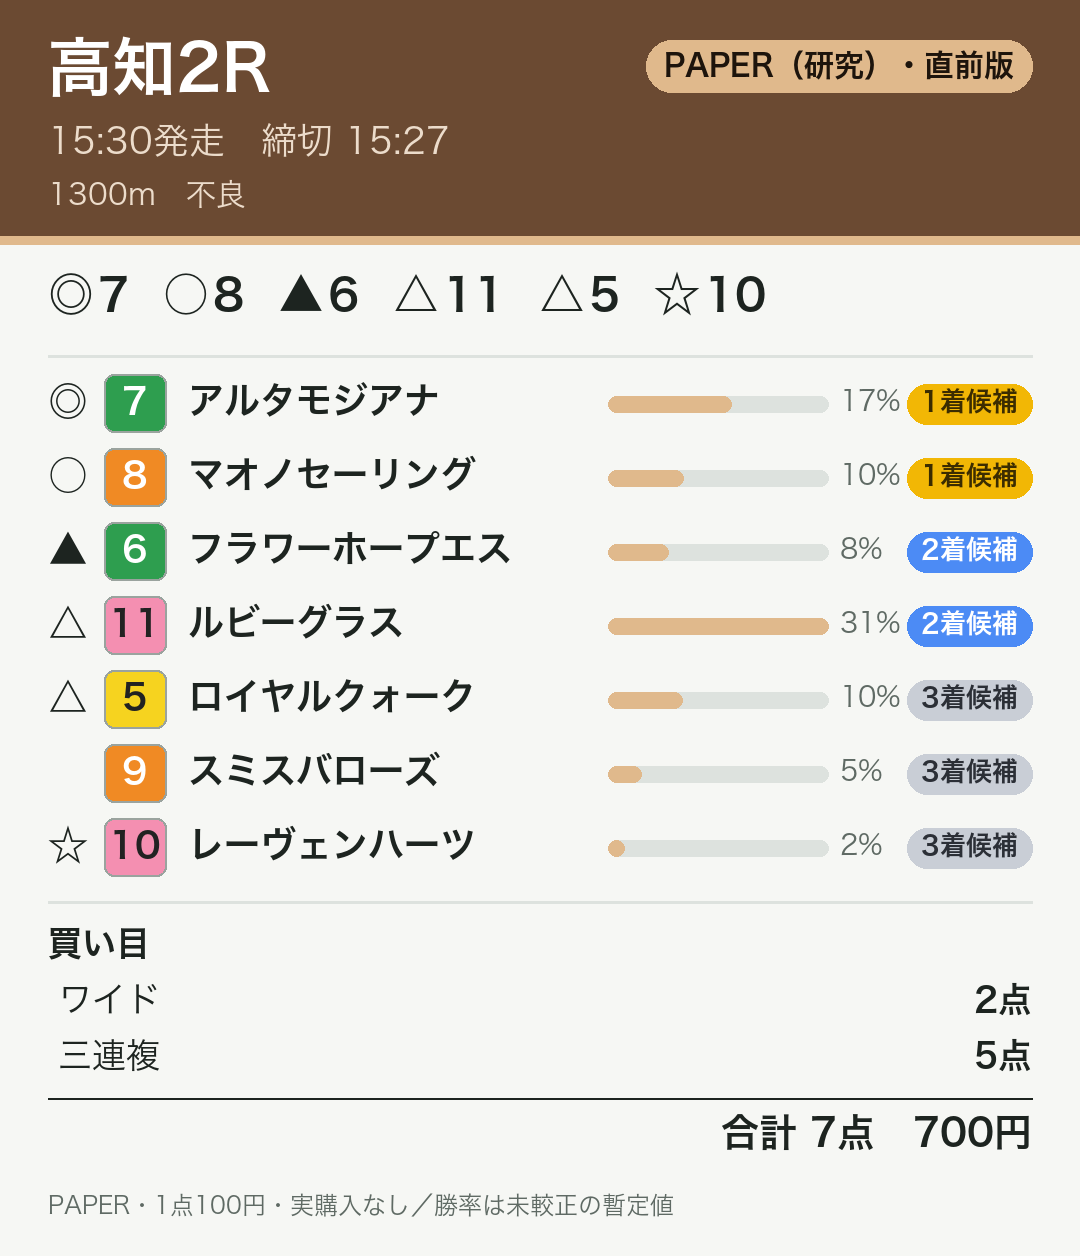 高知2R
PAPER（研究）・直前版
15:30発走　締切 15:27
1300m　不良
◎7 ○8 ▲6 △11 △5 ☆10
◎ 7 アルタモジアナ 17% 1着候補
○ 8 マオノセーリング 10% 1着候補
▲ 6 フラワーホープエス 8% 2着候補
△ 11 ルビーグラス 31% 2着候補
△ 5 ロイヤルクォーク 10% 3着候補
9 スミスバローズ 5% 3着候補
☆ 10 レーヴェンハーツ 2% 3着候補
買い目
ワイド 2点
三連複 5点
合計 7点　700円
PAPER・1点100円・実購入なし／勝率は未較正の暫定値